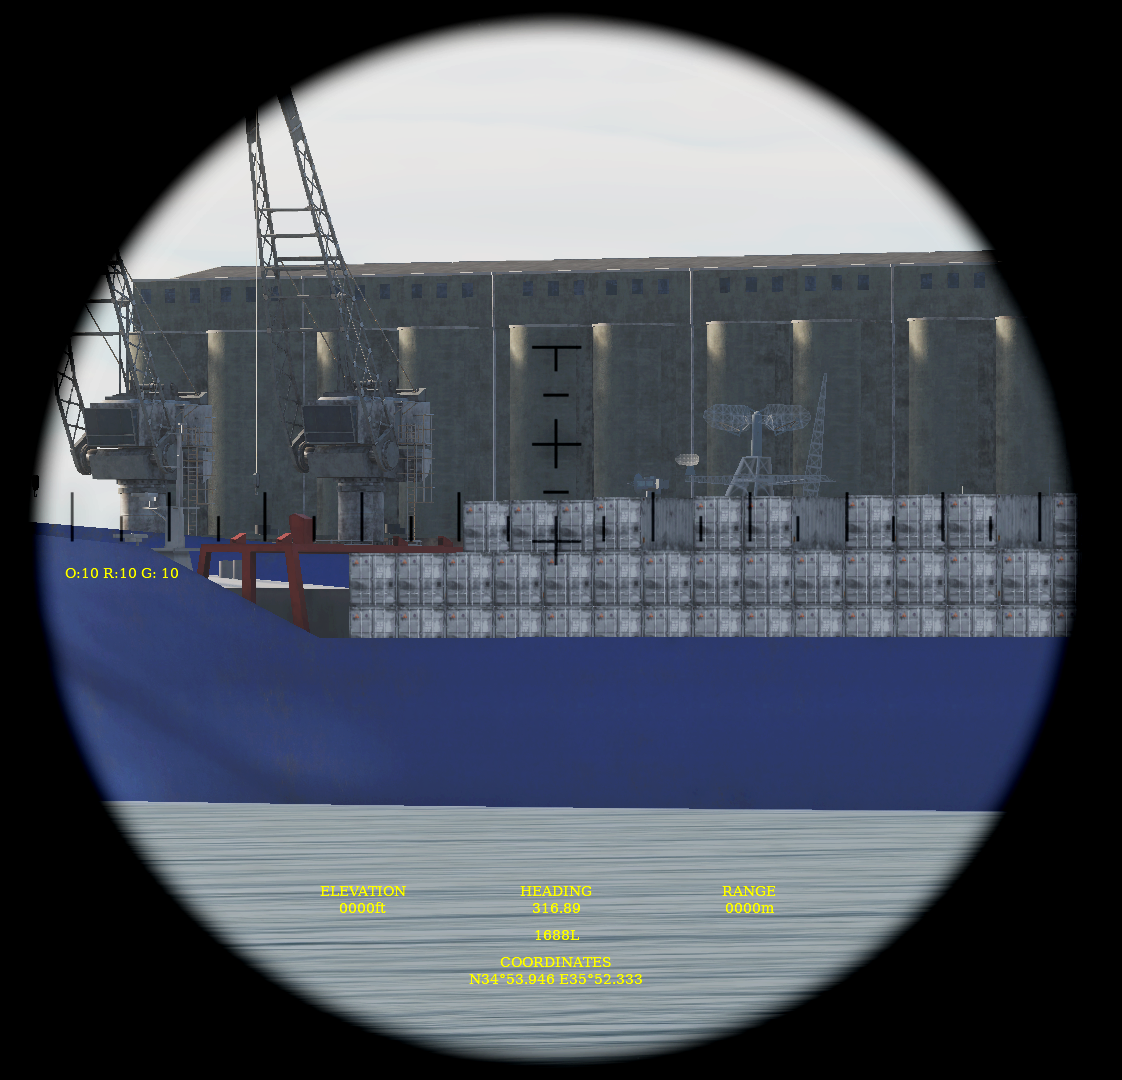 O:10 R:10 G: 10
ELEVATION HEADING RANGE
0000ft 316.89 0000m
1688L
COORDINATES
N34°53.946 E35°52.333